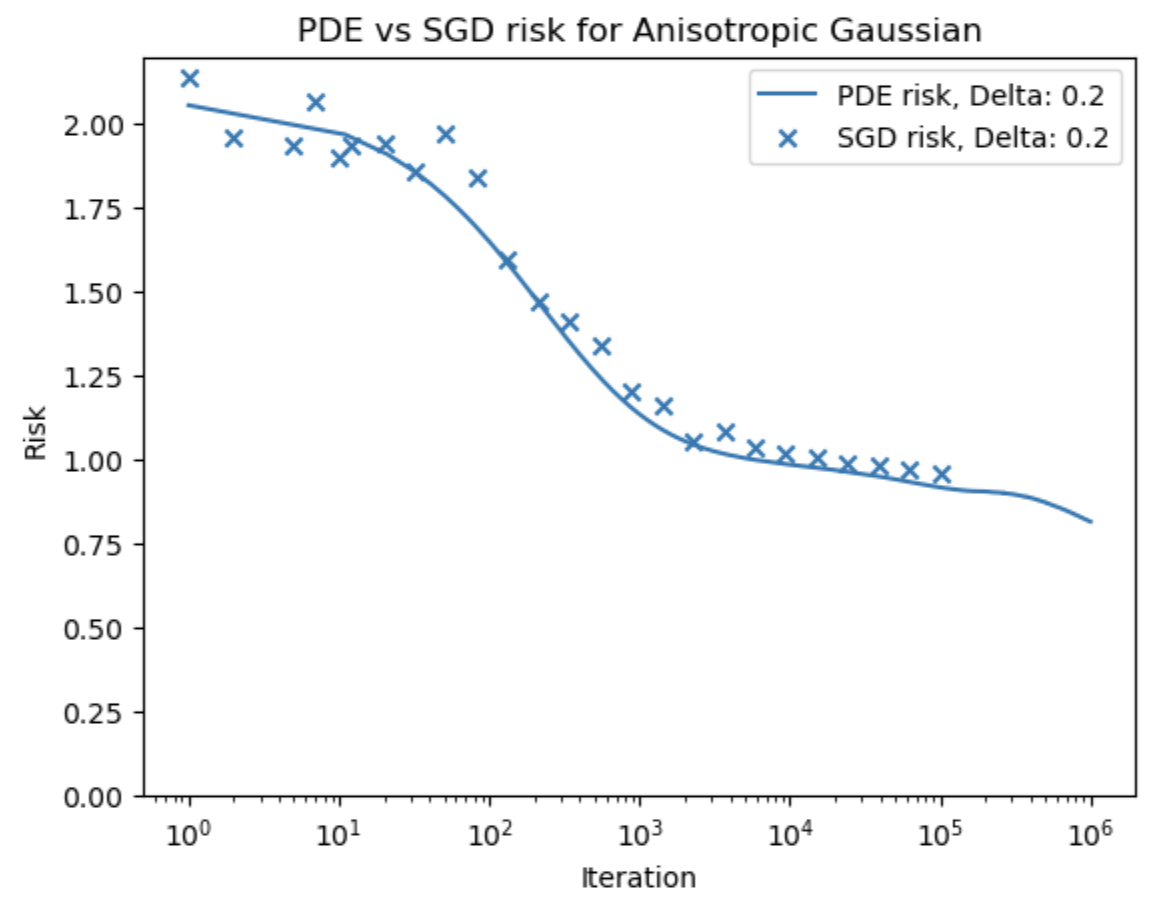 PDE vs SGD risk for Anisotropic Gaussian
PDE risk, Delta: 0.2
SGD risk, Delta: 0.2
Risk
2.00
1.75
1.50
1.25
1.00
0.75
0.50
0.25
0.00
10⁰ 10¹ 10² 10³ 10⁴ 10⁵ 10⁶
Iteration